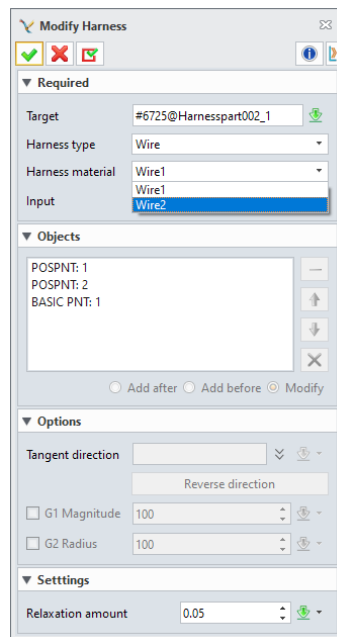 Modify Harness
Required
Target #6725@Harnesspart002_1
Harness type Wire
Harness material Wire1
Wire1
Input Wire2
Objects
POSPNT: 1
POSPNT: 2
BASIC PNT: 1
Add after Add before Modify
Options
Tangent direction
Reverse direction
G1 Magnitude 100
G2 Radius 100
Setttings
Relaxation amount 0.05